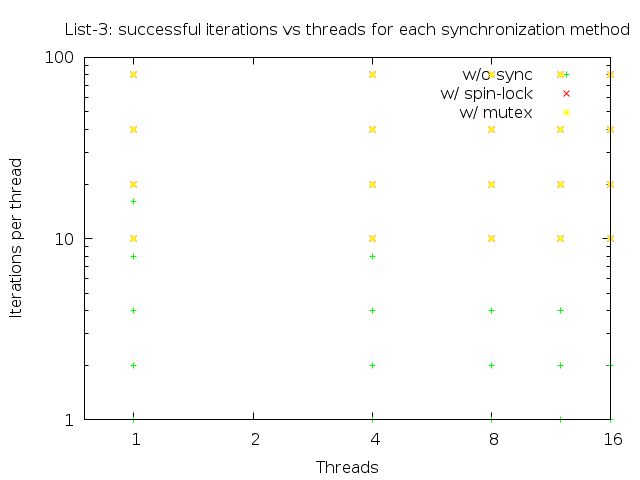 List-3: successful iterations vs threads for each synchronization method
100
w/o sync
w/ spin-lock
w/ mutex
Iterations per thread
10
1
1 2 4 8 16
Threads